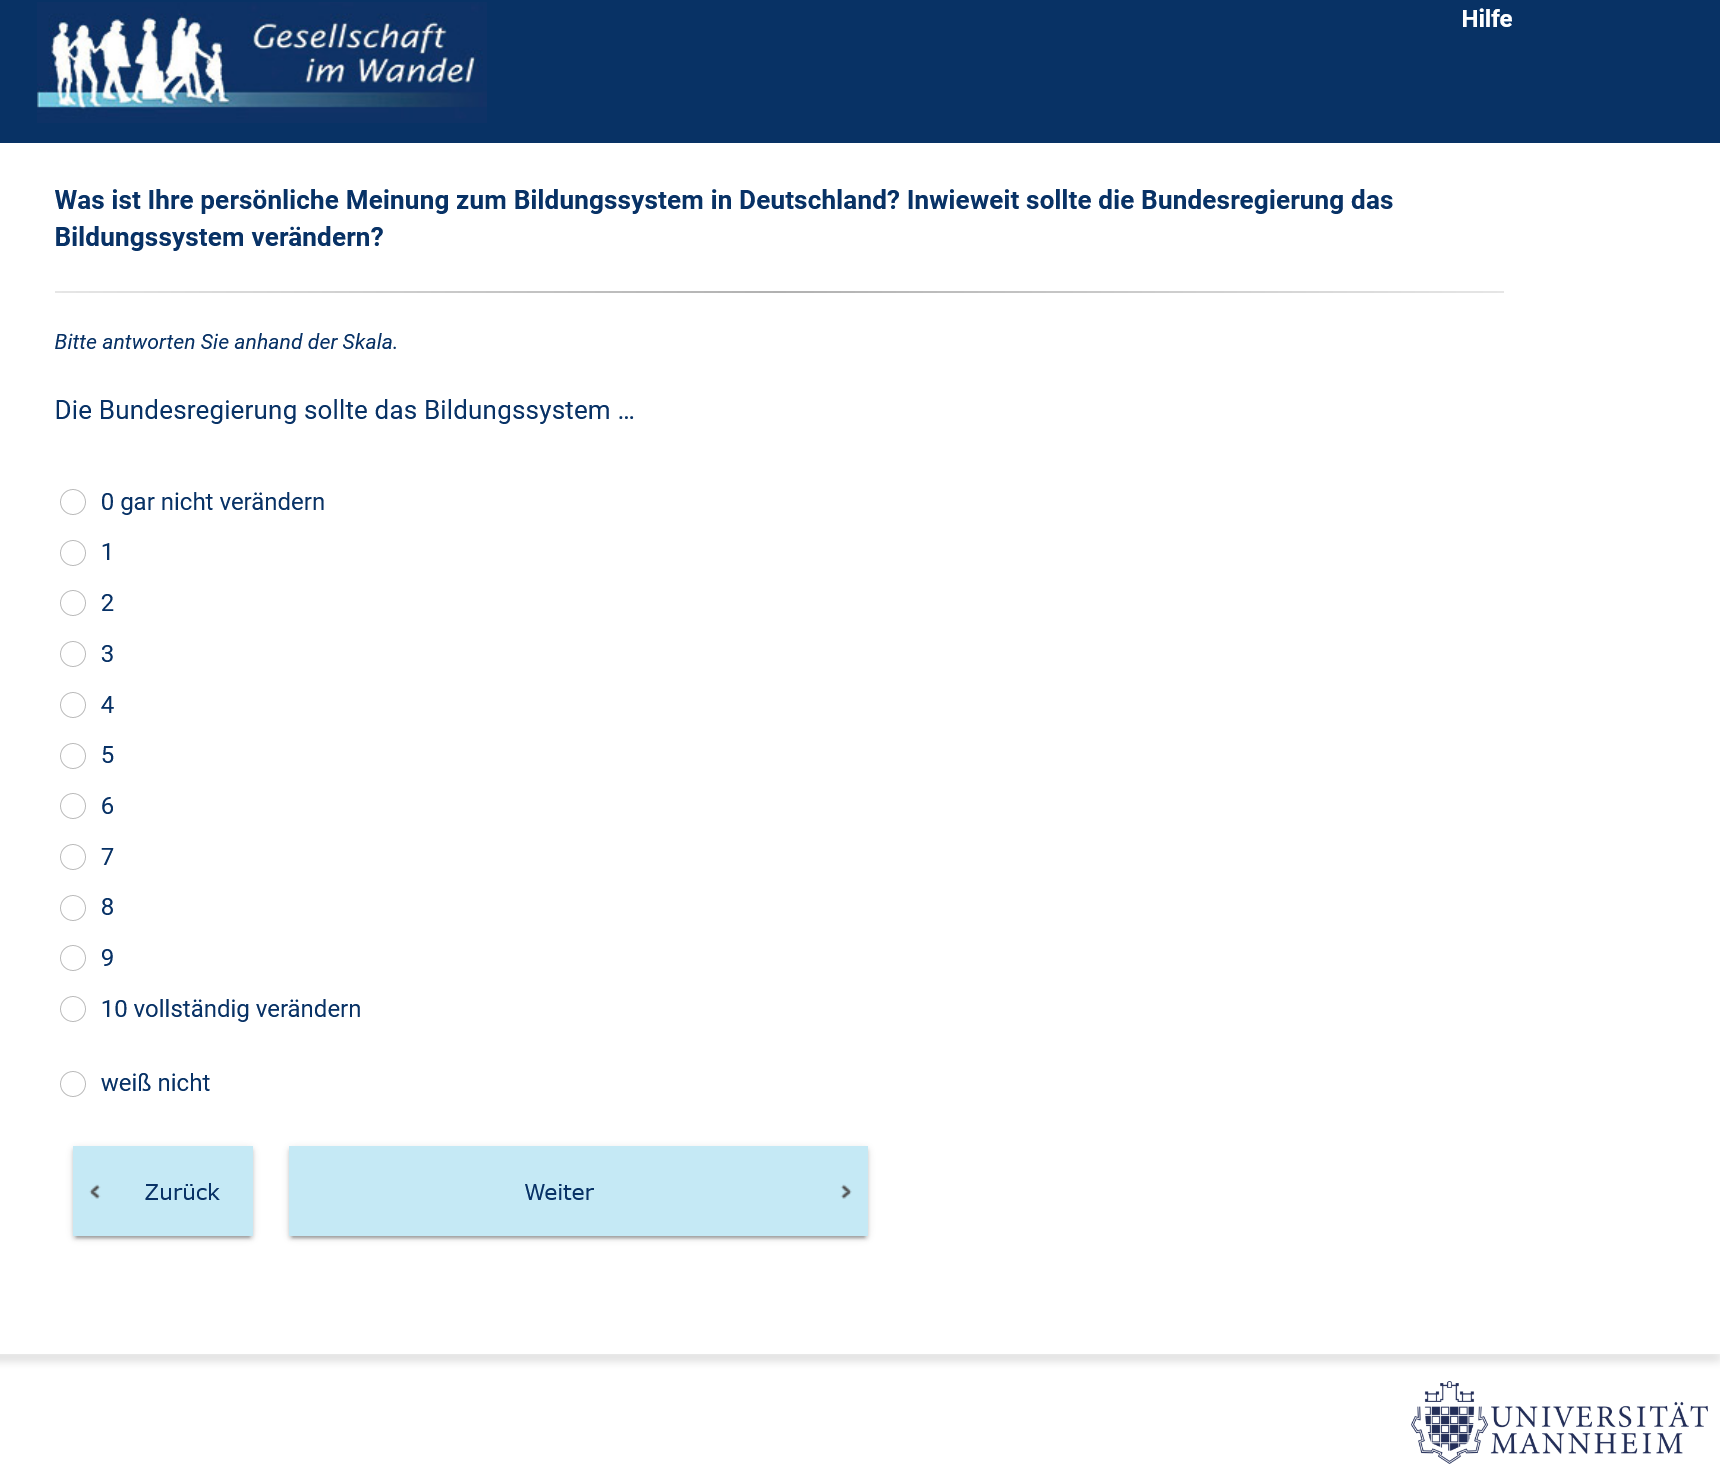 Gesellschaft
im Wandel
Hilfe
Was ist Ihre persönliche Meinung zum Bildungssystem in Deutschland? Inwieweit sollte die Bundesregierung das
Bildungssystem verändern?
Bitte antworten Sie anhand der Skala.
Die Bundesregierung sollte das Bildungssystem ...
0 gar nicht verändern
1
2
3
4
5
6
7
8
9
10 vollständig verändern
weiß nicht
Zurück
Weiter
UNIVERSITÄT
MANNHEIM